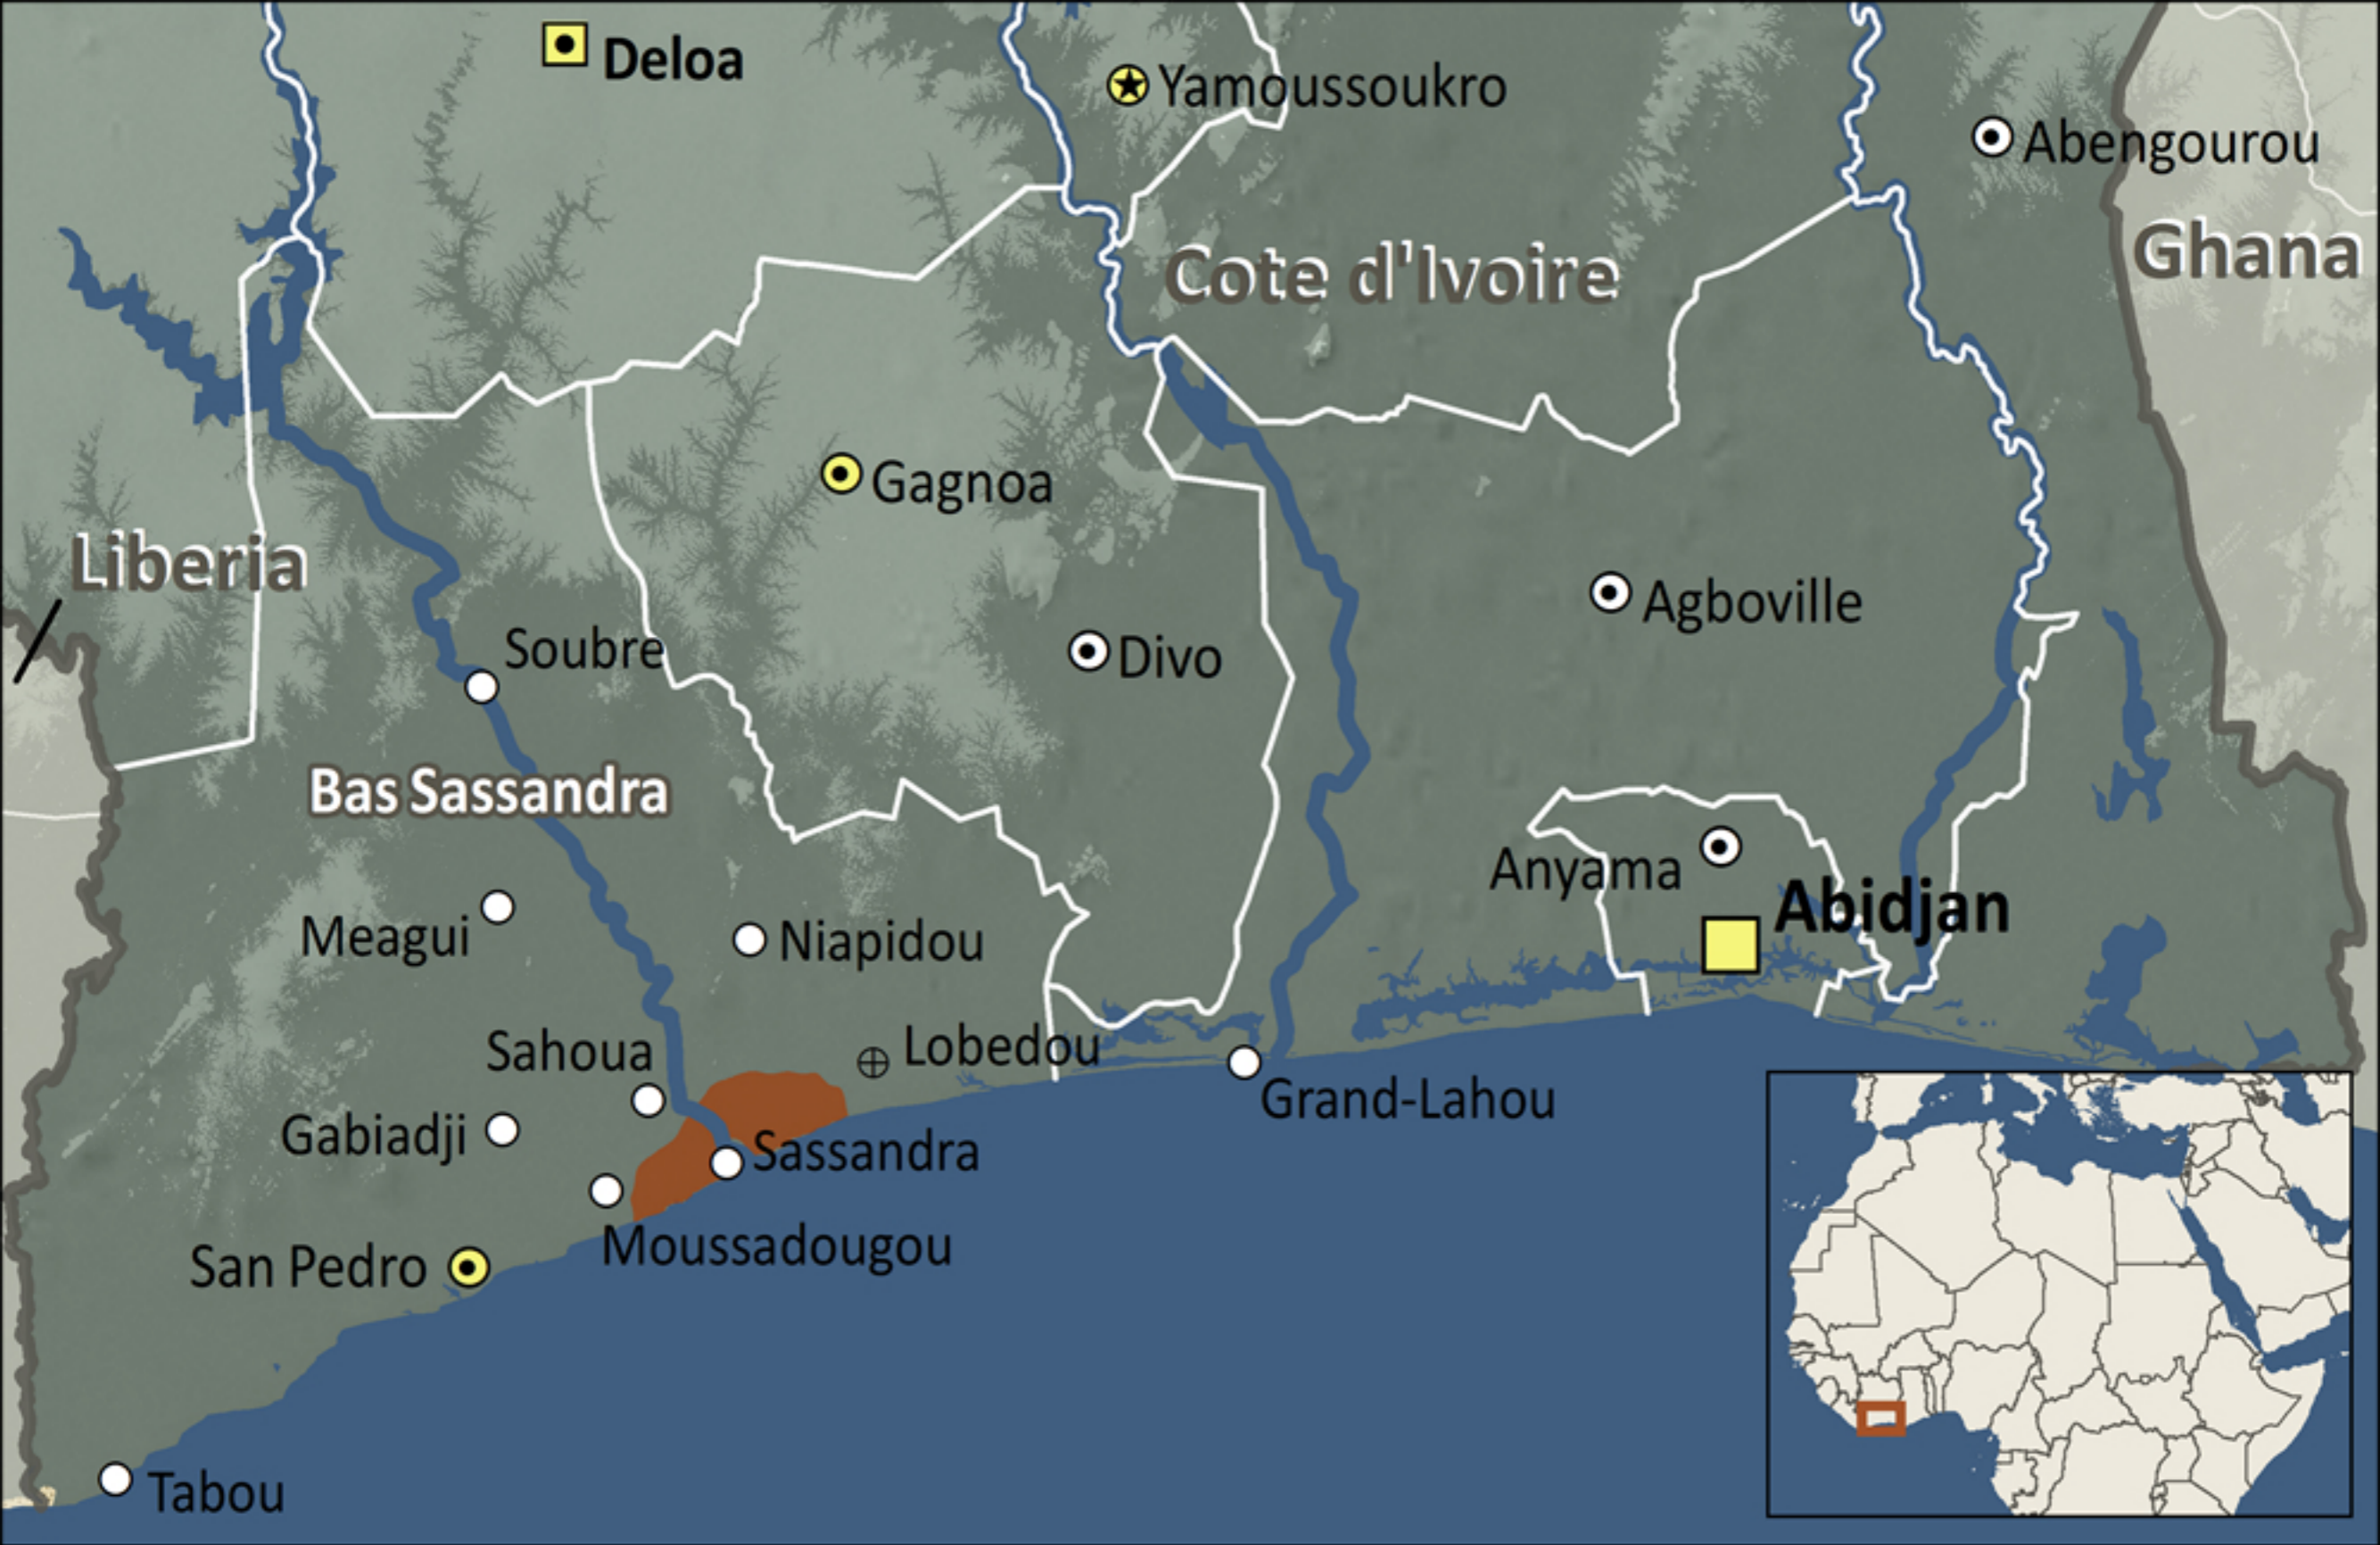 Deloa
Yamoussoukro
Abengourou
Ghana
Cote d'Ivoire
Gagnoa
Liberia
Agboville
Soubre
Divo
Bas Sassandra
Anyama
Abidjan
Meagui
Niapidou
Sahoua
Lobedou
Grand-Lahou
Gabiadji
Sassandra
Moussadougou
San Pedro
Tabou